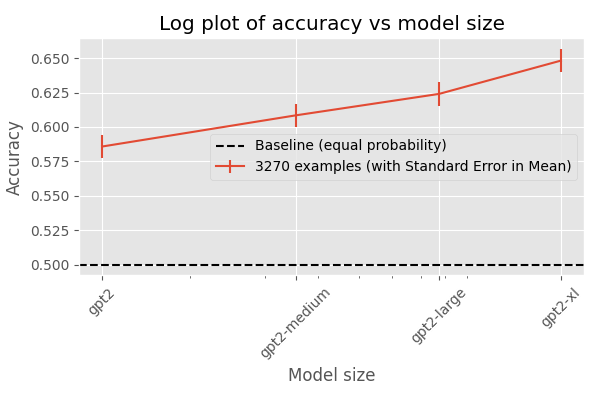 Log plot of accuracy vs model size
Accuracy
0.650
0.625
0.600
0.575
0.550
0.525
0.500
Baseline (equal probability)
3270 examples (with Standard Error in Mean)
gpt2
gpt2-medium
gpt2-large
gpt2-xl
Model size